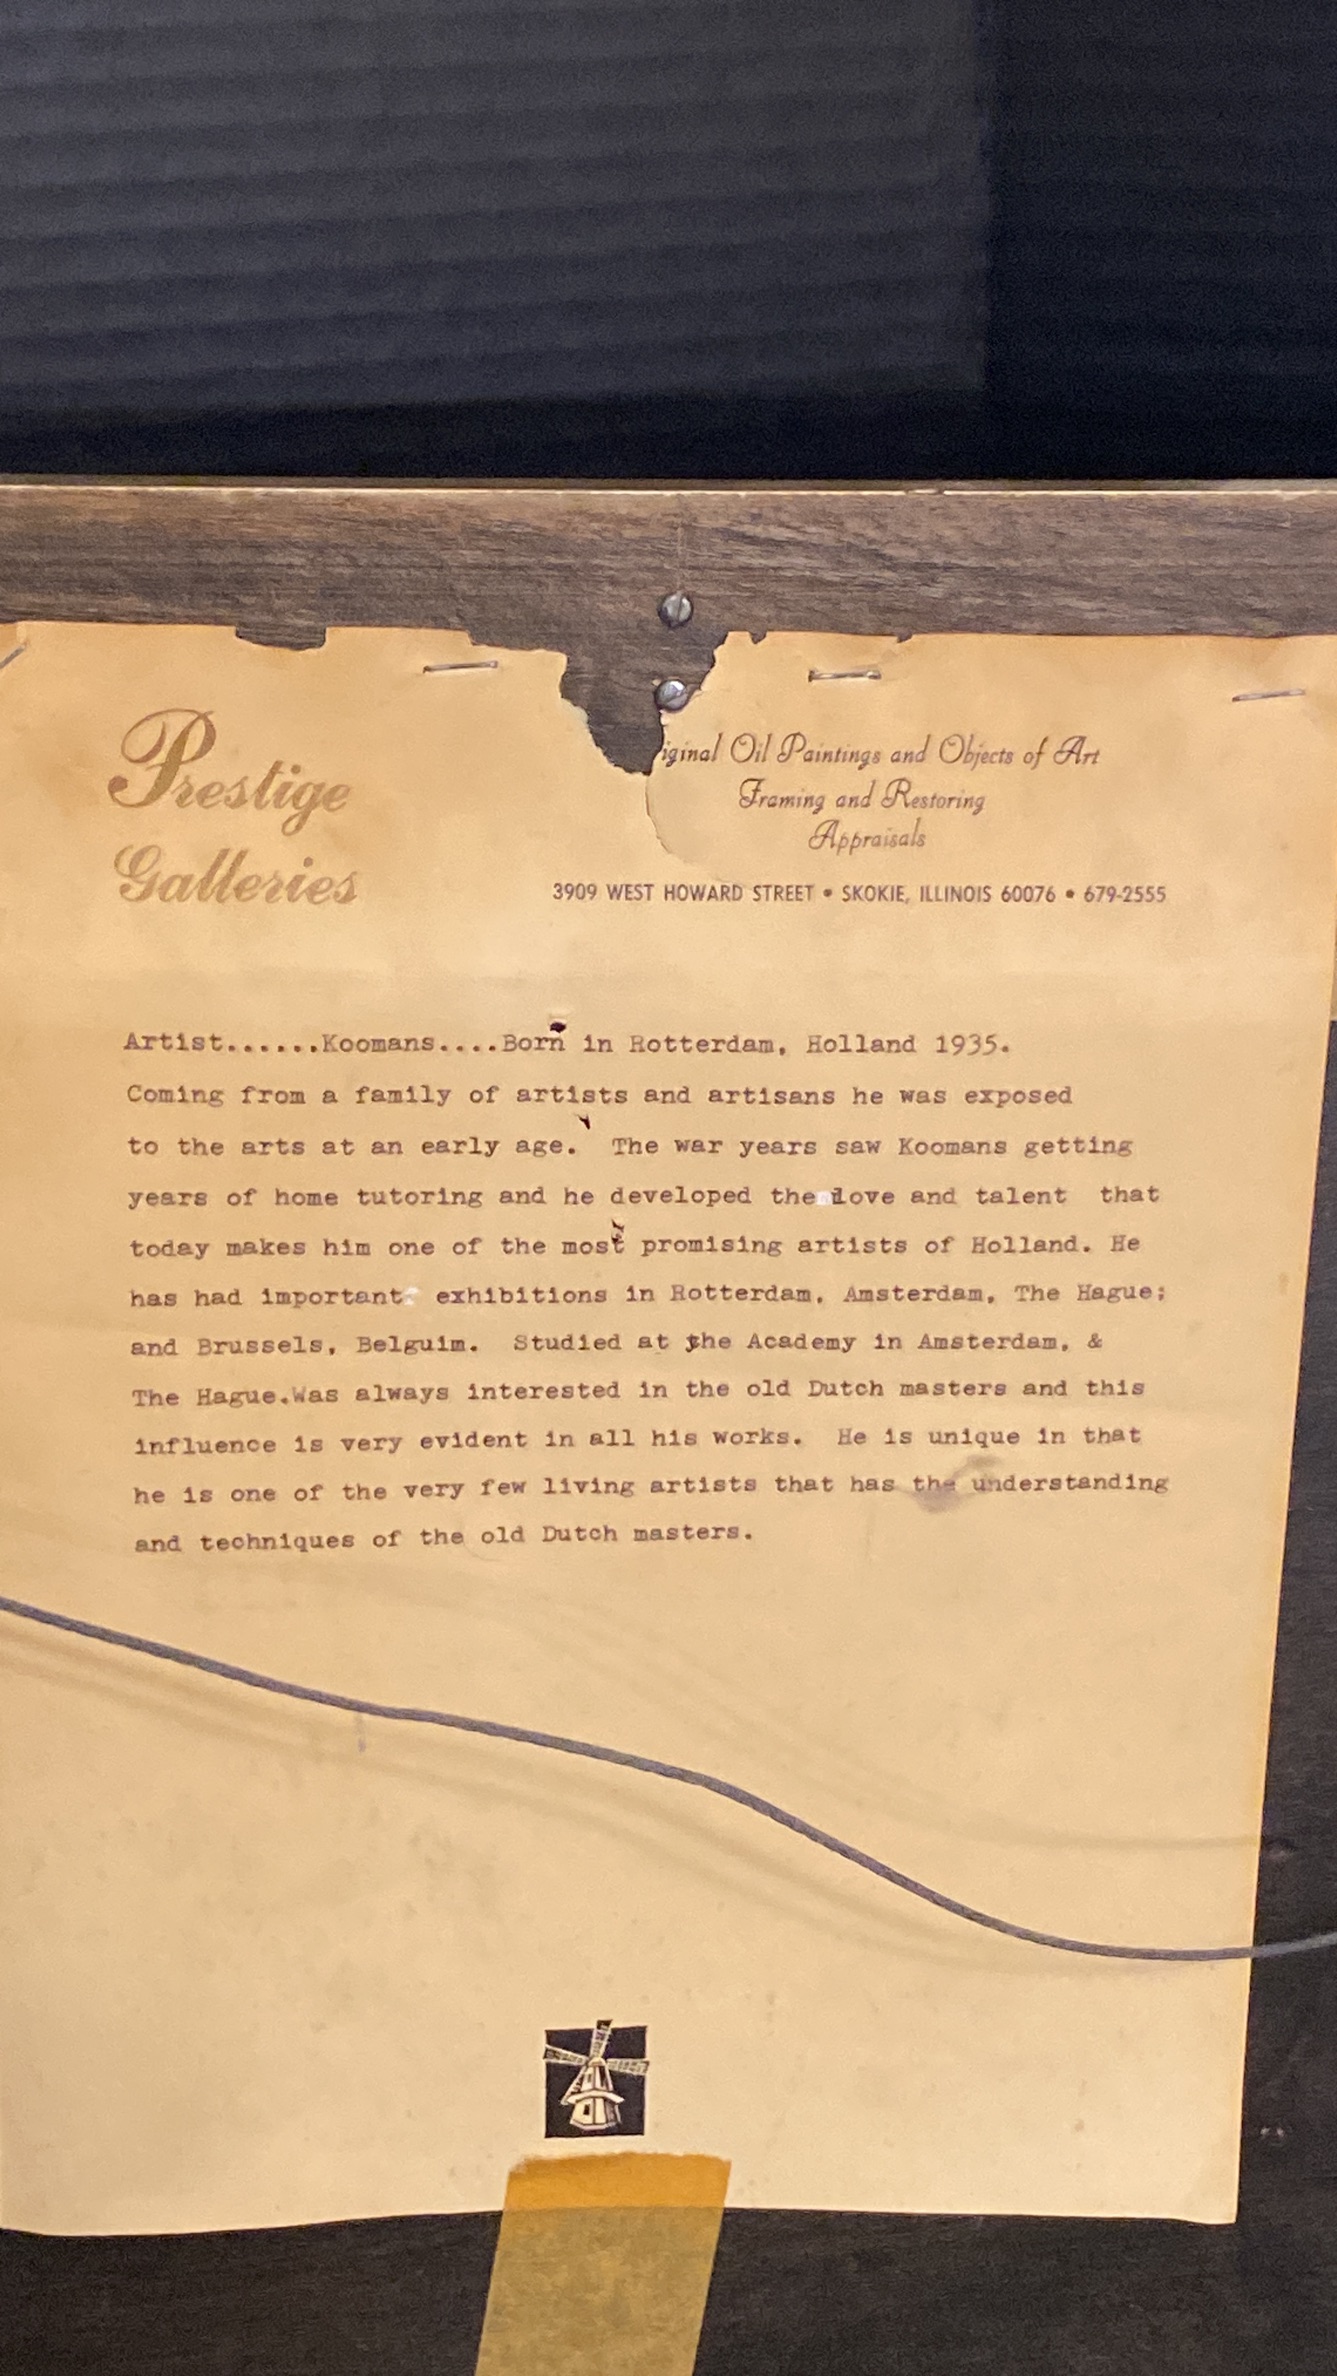 Prestige
Galleries
iginal Oil Paintings and Objects of Art
Framing and Restoring
Appraisals
3909 WEST HOWARD STREET • SKOKIE, ILLINOIS 60076 • 679-2555
Artist......Koomans....Born in Rotterdam, Holland 1935.
Coming from a family of artists and artisans he was exposed
to the arts at an early age.  The war years saw Koomans getting
years of home tutoring and he developed the love and talent  that
today makes him one of the most promising artists of Holland. He
has had important  exhibitions in Rotterdam, Amsterdam, The Hague;
and Brussels, Belguim.  Studied at the Academy in Amsterdam, &
The Hague.Was always interested in the old Dutch masters and this
influence is very evident in all his works.  He is unique in that
he is one of the very few living artists that has the understanding
and techniques of the old Dutch masters.